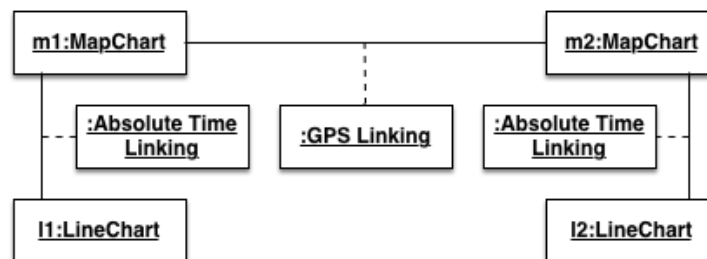 m1:MapChart
m2:MapChart
:Absolute Time
Linking
:GPS Linking
:Absolute Time
Linking
l1:LineChart
l2:LineChart